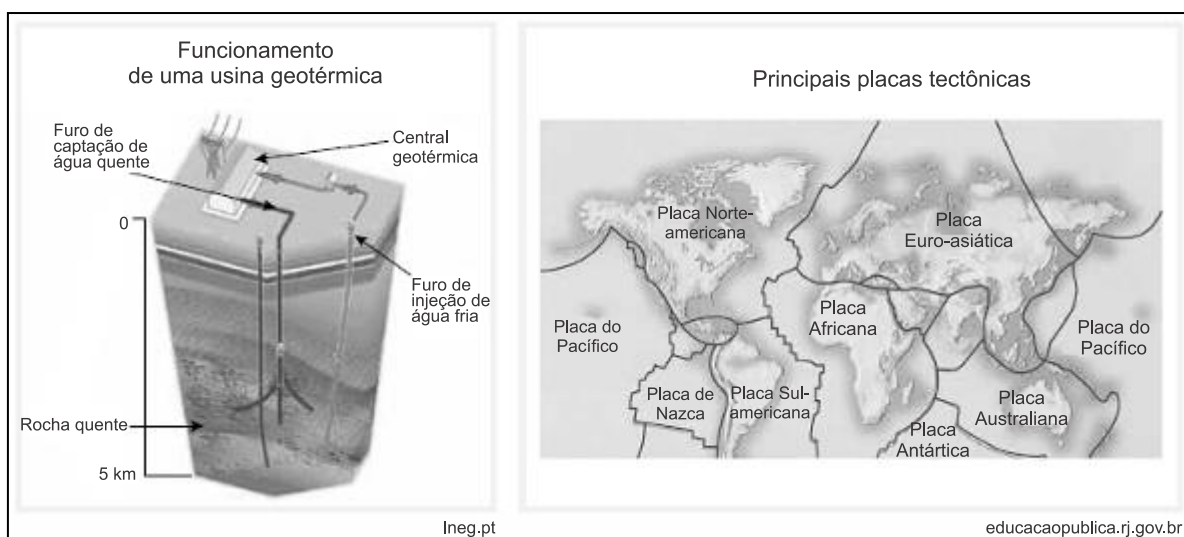 Funcionamento
de uma usina geotérmica
Furo de
captação de
água quente
Central
geotérmica
0
Furo de
injeção de
água fria
Rocha quente
5 km
lneg.pt
Principais placas tectônicas
Placa Norte-
americana
Placa
Euro-asiática
Placa do
Pacífico
Placa
Africana
Placa do
Pacífico
Placa de
Nazca
Placa Sul-
americana
Placa
Australiana
Placa
Antártica
educacaopublica.rj.gov.br